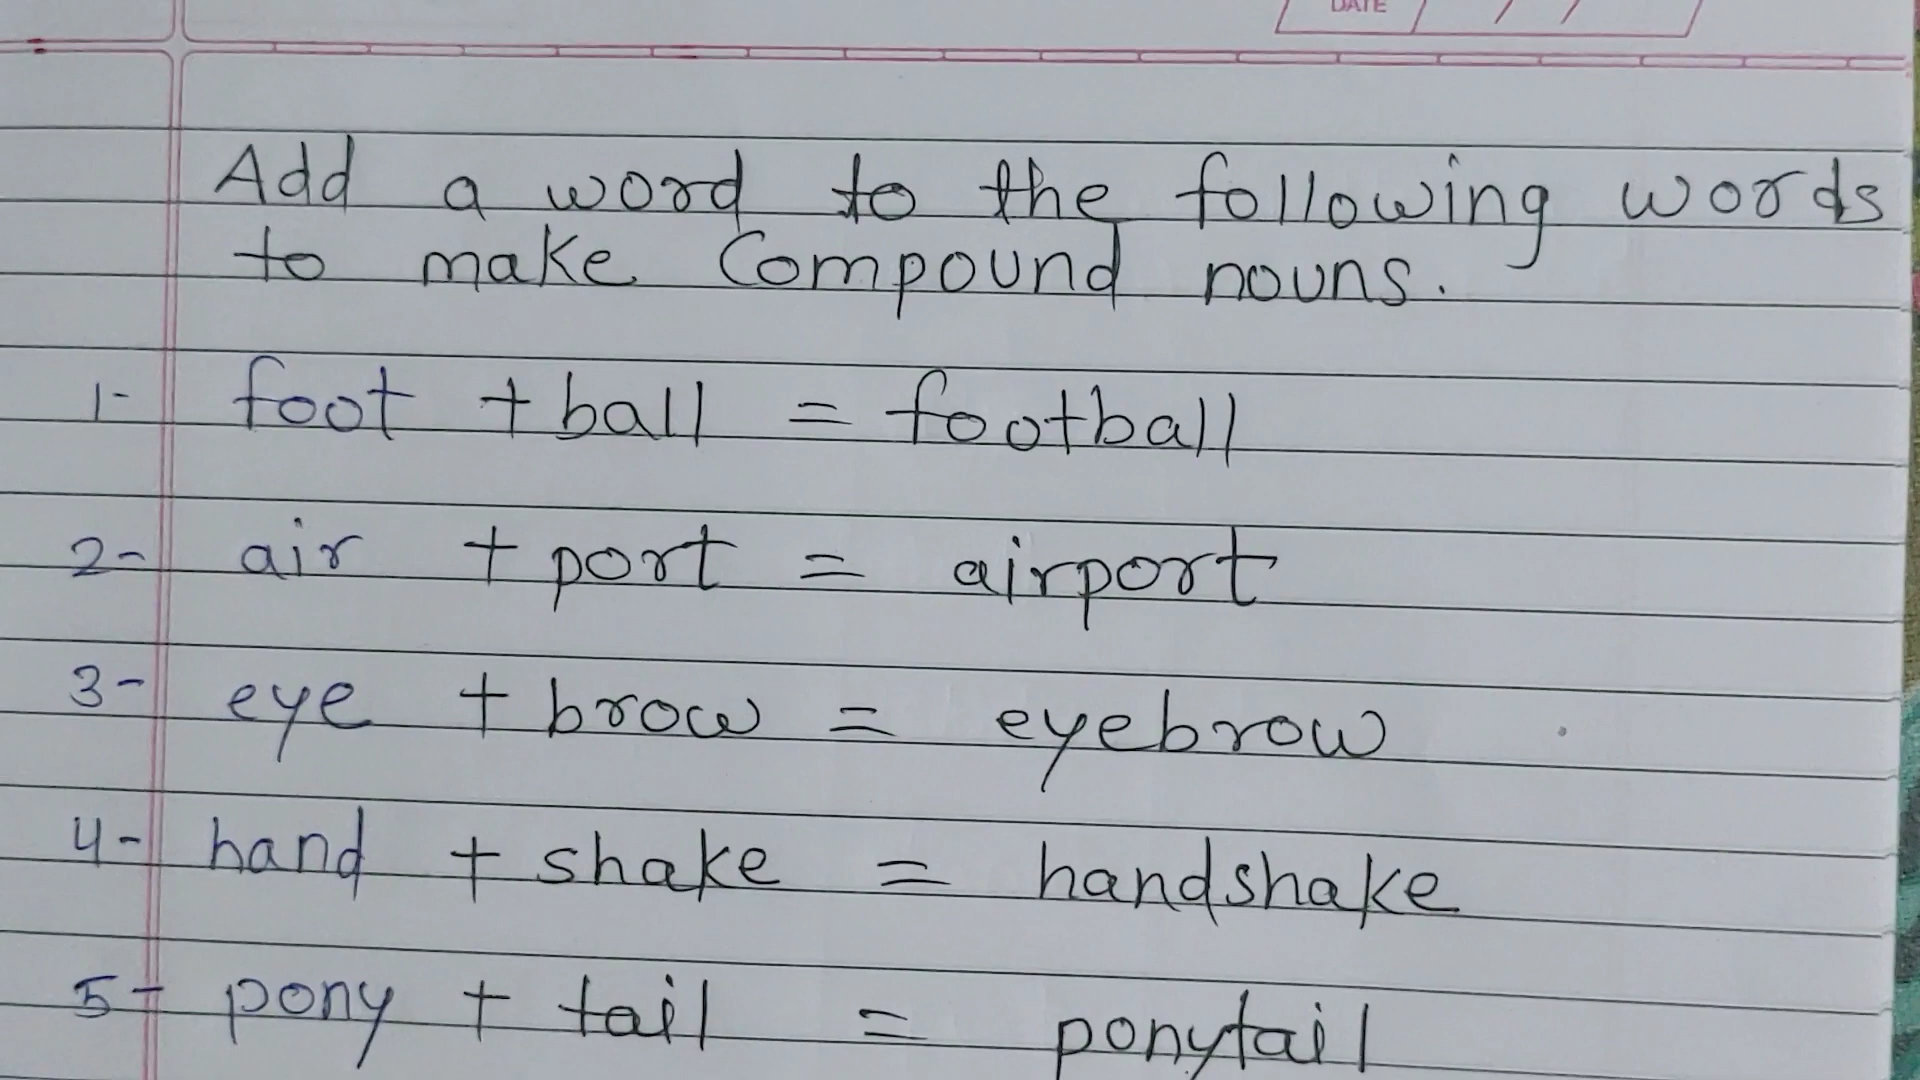 DATE / /
Add a word to the following words
to make Compound nouns.
1- foot + ball = football
2- air + port = airport
3- eye + brow = eyebrow
4- hand + shake = handshake
5- pony + tail = ponytail